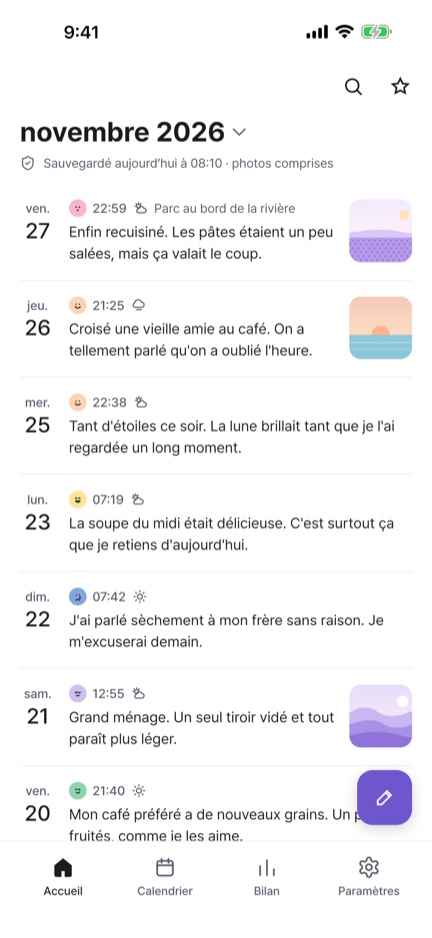 9:41
novembre 2026
Sauvegardé aujourd'hui à 08:10 · photos comprises
ven.
27
22:59 Parc au bord de la rivière
Enfin recuisiné. Les pâtes étaient un peu
salées, mais ça valait le coup.
jeu.
26
21:25
Croisé une vieille amie au café. On a
tellement parlé qu'on a oublié l'heure.
mer.
25
22:38
Tant d'étoiles ce soir. La lune brillait tant que je l'ai
regardée un long moment.
lun.
23
07:19
La soupe du midi était délicieuse. C'est surtout ça
que je retiens d'aujourd'hui.
dim.
22
07:42
J'ai parlé sèchement à mon frère sans raison. Je
m'excuserai demain.
sam.
21
12:55
Grand ménage. Un seul tiroir vidé et tout
paraît plus léger.
ven.
20
21:40
Mon café préféré a de nouveaux grains. Un
fruités, comme je les aime.
Accueil
Calendrier
Bilan
Paramètres